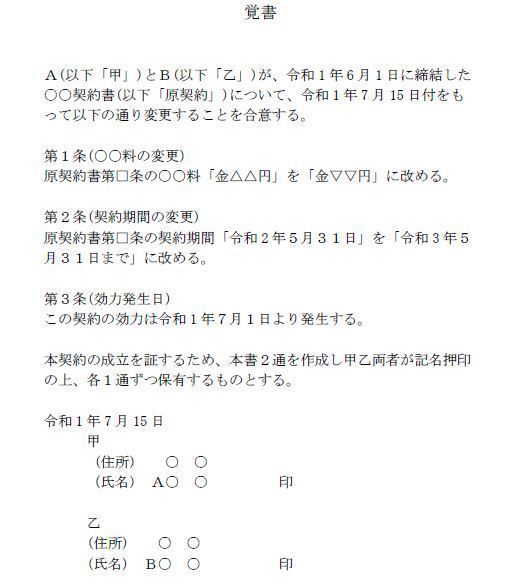 覚書
A(以下「甲」)とB(以下「乙」)が、令和1年6月1日に締結した
〇〇契約書(以下「原契約」)について、令和1年7月15日付をも
って以下の通り変更することを合意する。
第1条(〇〇料の変更)
原契約書第□条の〇〇料「金△△円」を「金▽▽円」に改める。
第2条(契約期間の変更)
原契約書第□条の契約期間「令和2年5月31日」を「令和3年5
月31日まで」に改める。
第3条(効力発生日)
この契約の効力は令和1年7月1日より発生する。
本契約の成立を証するため、本書2通を作成し甲乙両者が記名押印
の上、各1通ずつ保有するものとする。
令和1年7月15日
甲
(住所) 〇 〇
(氏名) A〇 〇 印
乙
(住所) 〇 〇
(氏名) B〇 〇 印